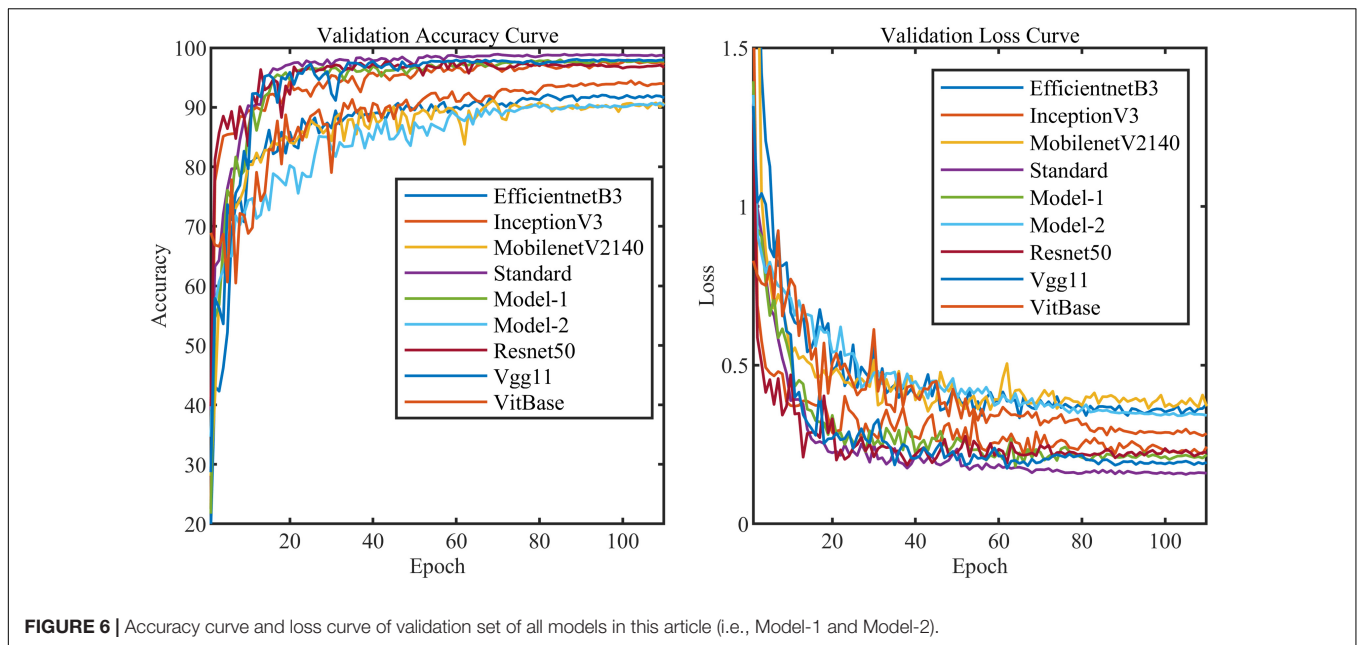 Validation Accuracy Curve
100
90
80
70
60
50
40
30
20
Accuracy
EfficientnetB3
InceptionV3
MobilenetV2140
Standard
Model-1
Model-2
Resnet50
Vgg11
VitBase
20 40 60 80 100
Epoch
Validation Loss Curve
1.5
1
0.5
0
Loss
EfficientnetB3
InceptionV3
MobilenetV2140
Standard
Model-1
Model-2
Resnet50
Vgg11
VitBase
20 40 60 80 100
Epoch
FIGURE 6 | Accuracy curve and loss curve of validation set of all models in this article (i.e., Model-1 and Model-2).